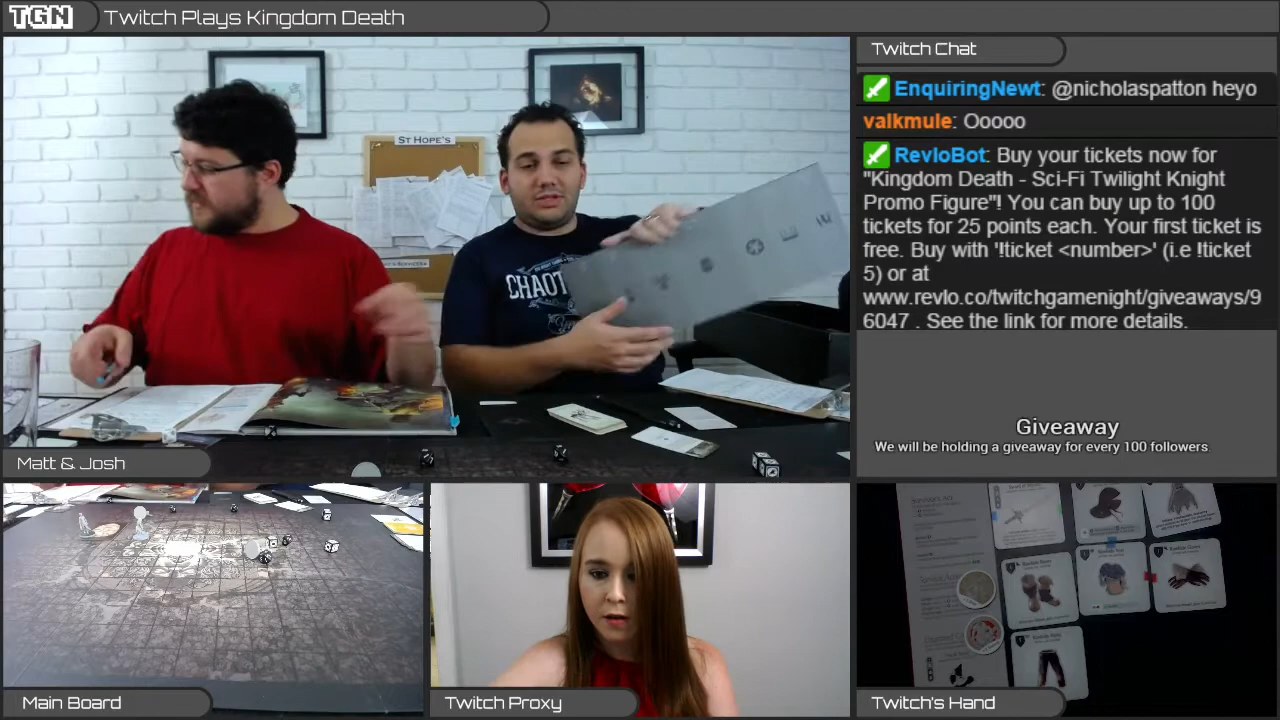 TGN
Twitch Plays Kingdom Death
Twitch Chat
EnquiringNewt: @nicholaspatton heyo
valkmule: Ooooo
RevloBot: Buy your tickets now for
"Kingdom Death - Sci-Fi Twilight Knight
Promo Figure"! You can buy up to 100
tickets for 25 points each. Your first ticket is
free. Buy with '!ticket <number>' (i.e !ticket
5) or at
www.revlo.co/twitchgamenight/giveaways/9
6047 . See the link for more details.
ST HOPE'S
CHAOT
Giveaway
We will be holding a giveaway for every 100 followers.
Matt & Josh
Main Board
Twitch Proxy
Twitch's Hand